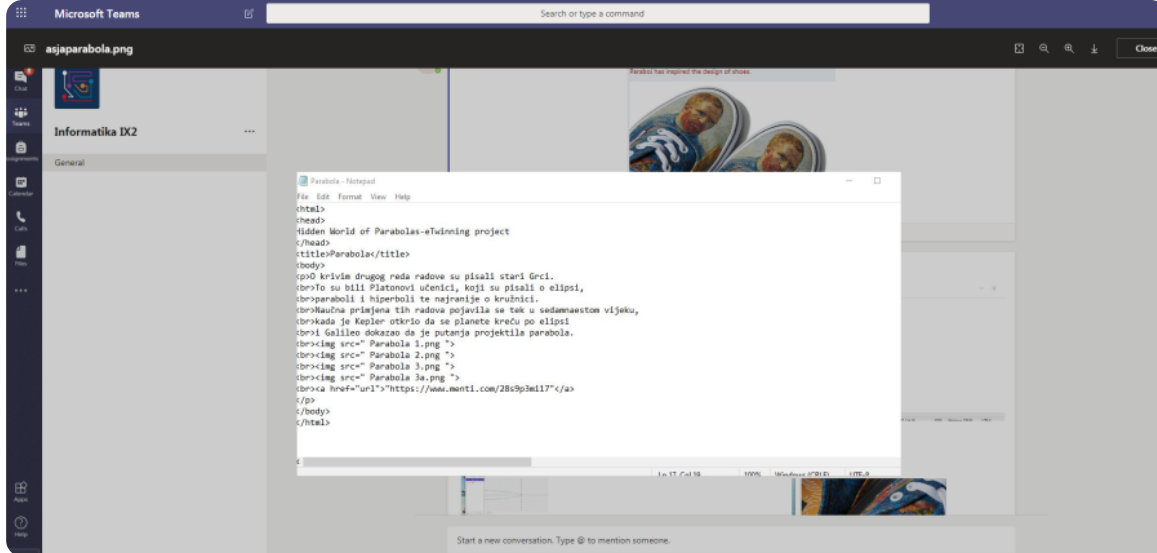 Microsoft Teams
Search or type a command
asjaparabola.png
Close
Chat
Teams
Assignments
Calendar
Calls
Files
Apps
Help
Informatika IX2
General
Parabol has inspired the design of shoes.
Parabola - Notepad
File Edit Format View Help
<html>
<head>
Hidden World of Parabolas-eTwinning project
</head>
<title>Parabola</title>
<body>
<p>O krivim drugog reda radove su pisali stari Grci.
<br>To su bili Platonovi učenici, koji su pisali o elipsi,
<br>paraboli i hiperboli te najranije o kružnici.
<br>Naučna primjena tih radova pojavila se tek u sedamnaestom vijeku,
<br>kada je Kepler otkrio da se planete kreću po elipsi
<br>i Galileo dokazao da je putanja projektila parabola.
<br><img src=" Parabola 1.png ">
<br><img src=" Parabola 2.png ">
<br><img src=" Parabola 3.png ">
<br><img src=" Parabola 3a.png ">
<br><a href="url">"https://www.menti.com/28s9p3mi17"</a>
</p>
</body>
</html>
Ln 17, Col 19 100% Windows (CRLF) UTF-8
Start a new conversation. Type @ to mention someone.